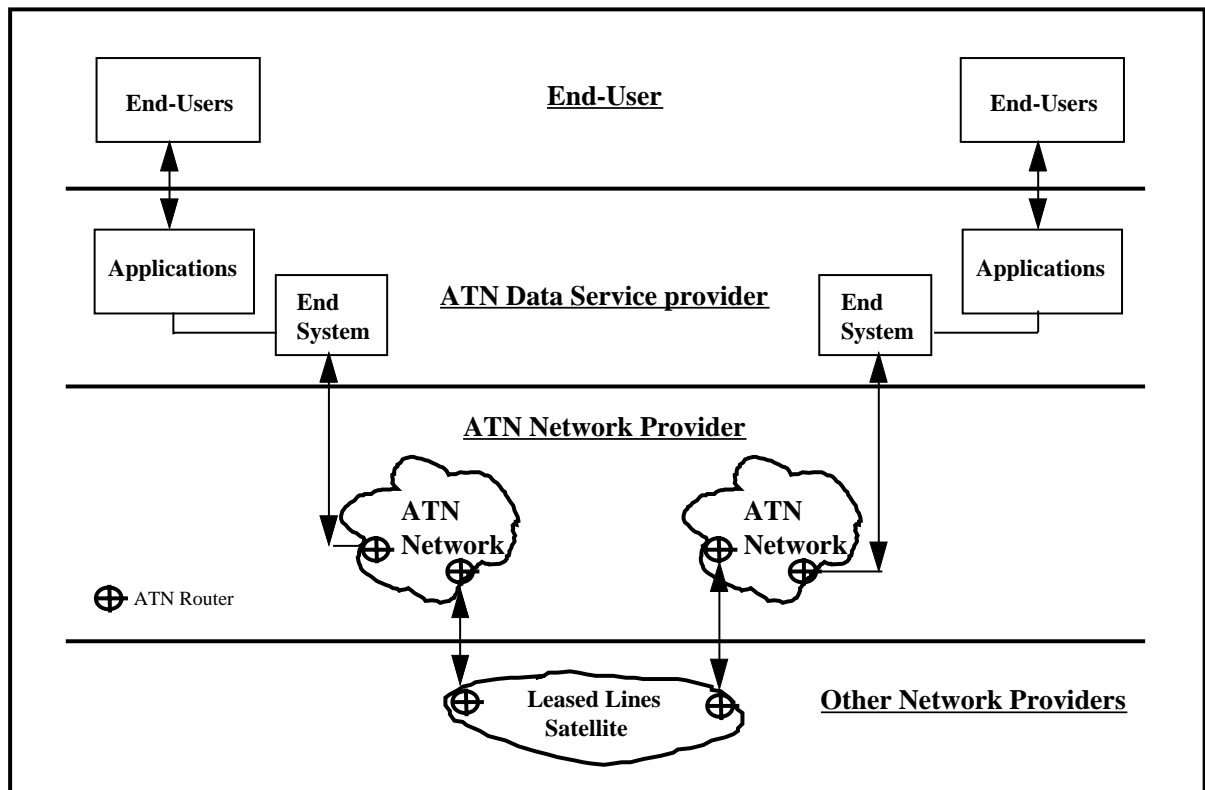 End-User
End-Users
End-Users
Applications
Applications
End
System
ATN Data Service provider
End
System
ATN Network Provider
ATN
Network
ATN
Network
ATN Router
Leased Lines
Satellite
Other Network Providers